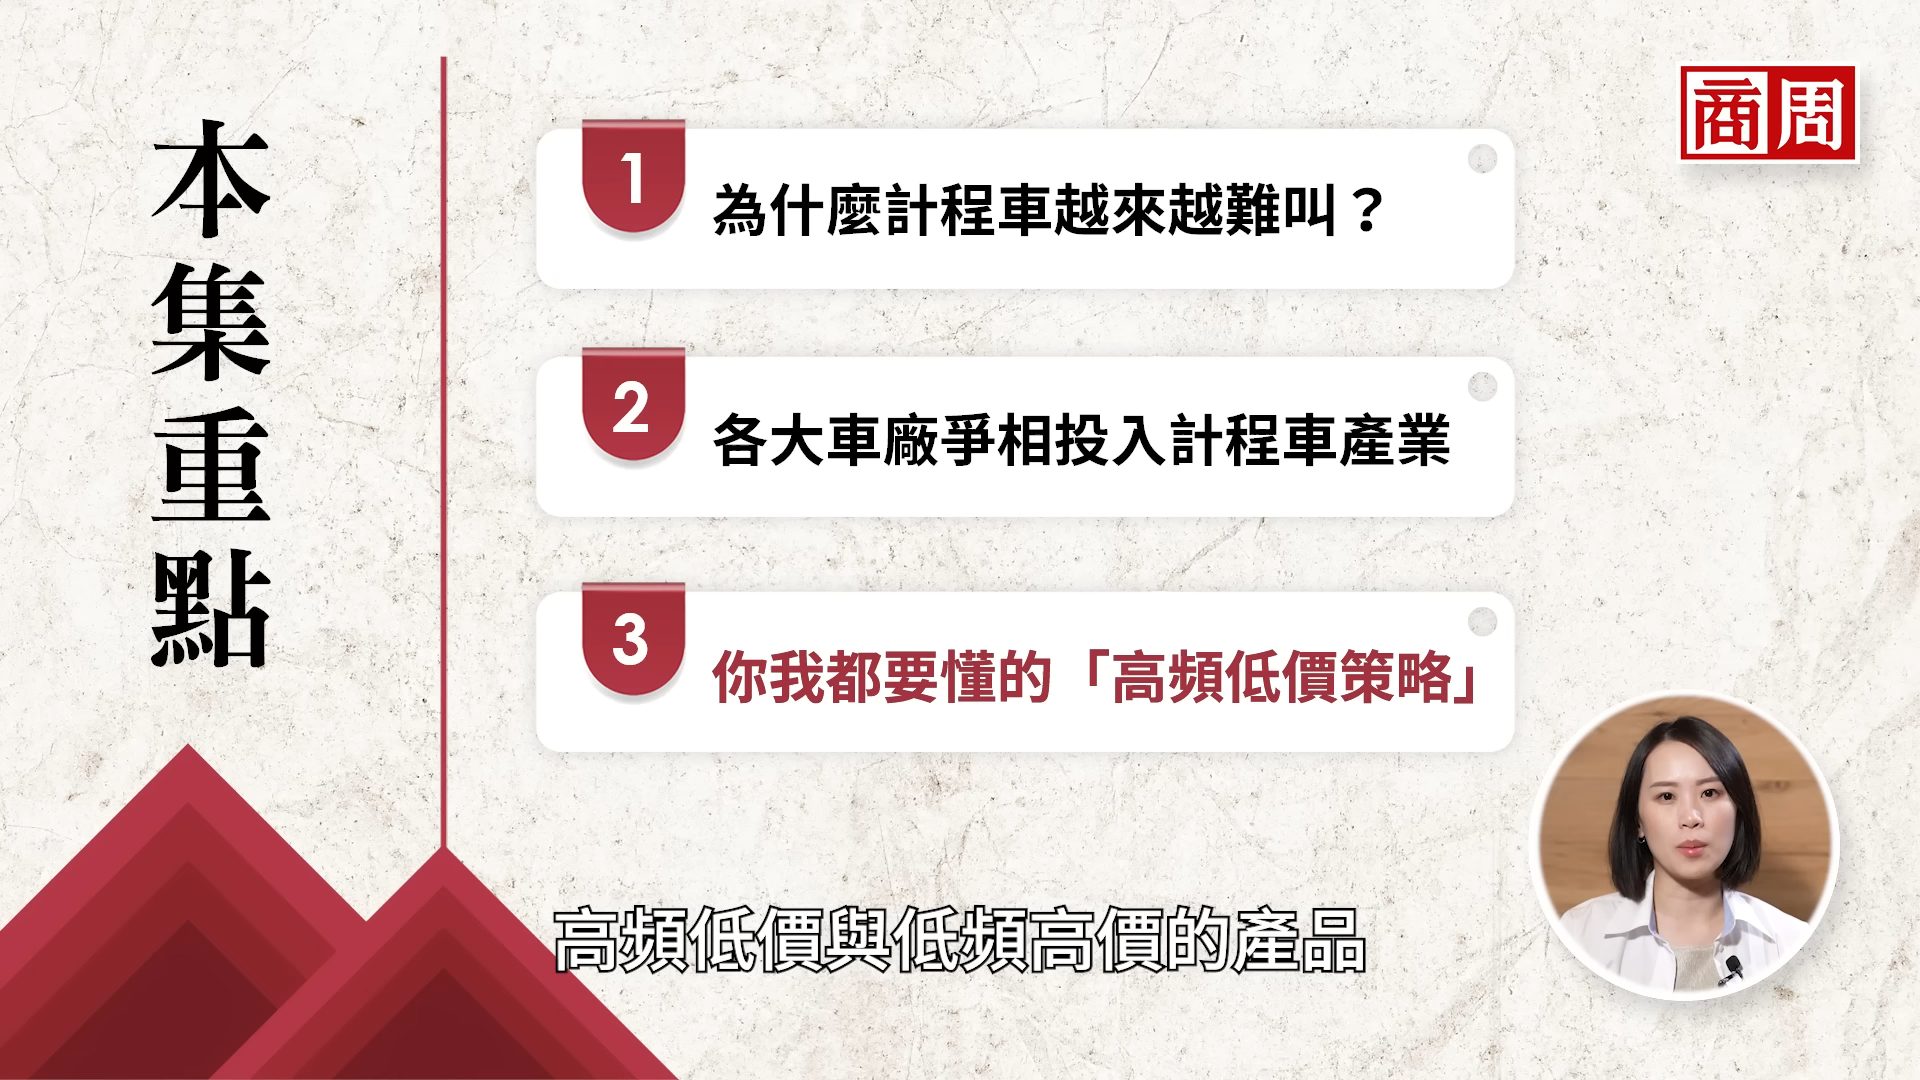 本集重點
商周
1
為什麼計程車越來越難叫？
2
各大車廠爭相投入計程車產業
3
你我都要懂的「高頻低價策略」
高頻低價與低頻高價的產品